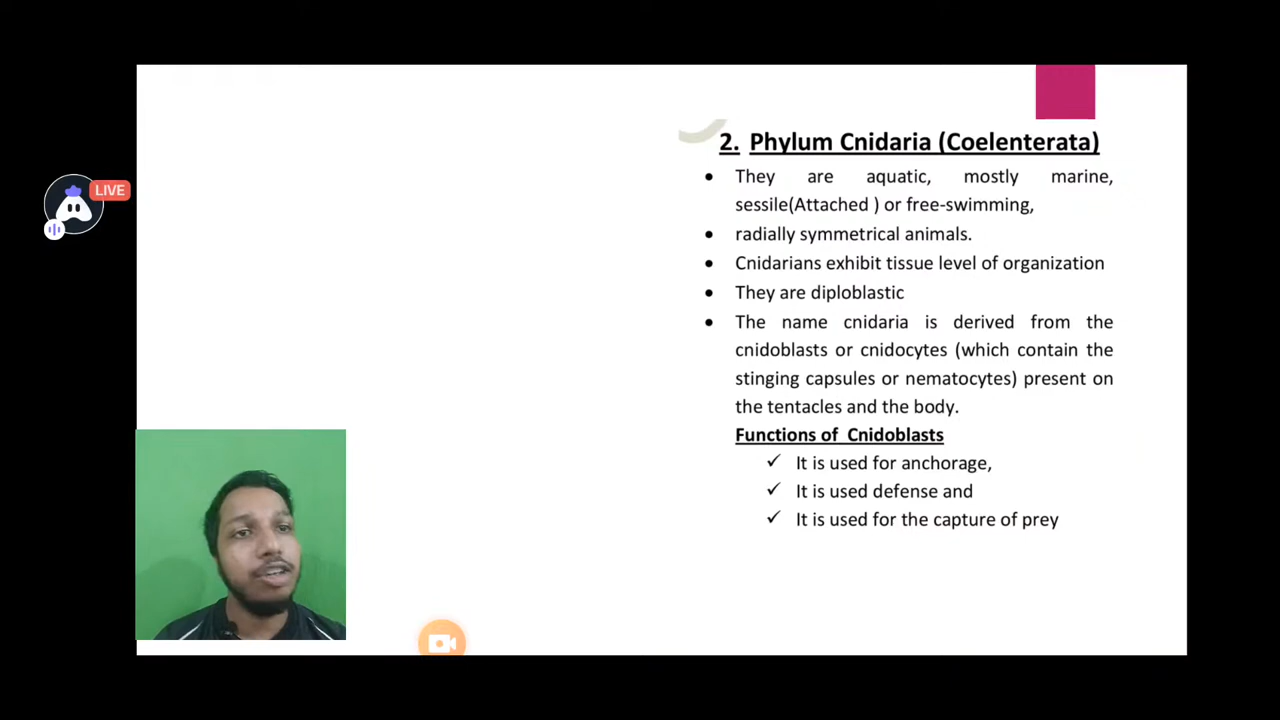 LIVE
2. Phylum Cnidaria (Coelenterata)
• They are aquatic, mostly marine,
sessile(Attached ) or free-swimming,
• radially symmetrical animals.
• Cnidarians exhibit tissue level of organization
• They are diploblastic
• The name cnidaria is derived from the
cnidoblasts or cnidocytes (which contain the
stinging capsules or nematocytes) present on
the tentacles and the body.
Functions of Cnidoblasts
✓ It is used for anchorage,
✓ It is used defense and
✓ It is used for the capture of prey